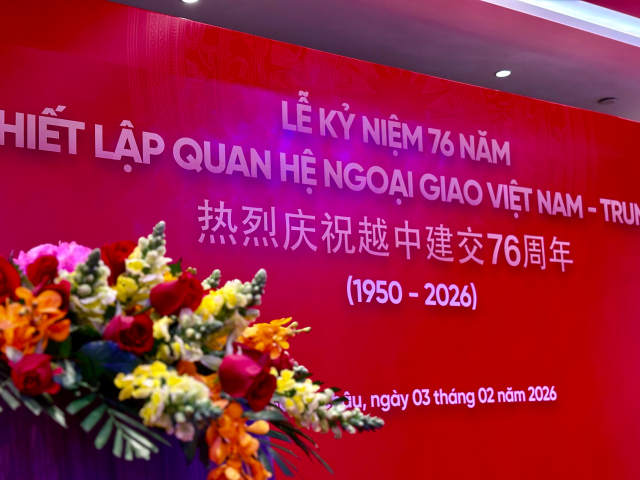 LỄ KỶ NIỆM 76 NĂM
HIẾT LẬP QUAN HỆ NGOẠI GIAO VIỆT NAM - TRUN
热烈庆祝越中建交76周年
(1950 - 2026)
ngày 03 tháng 02 năm 2026